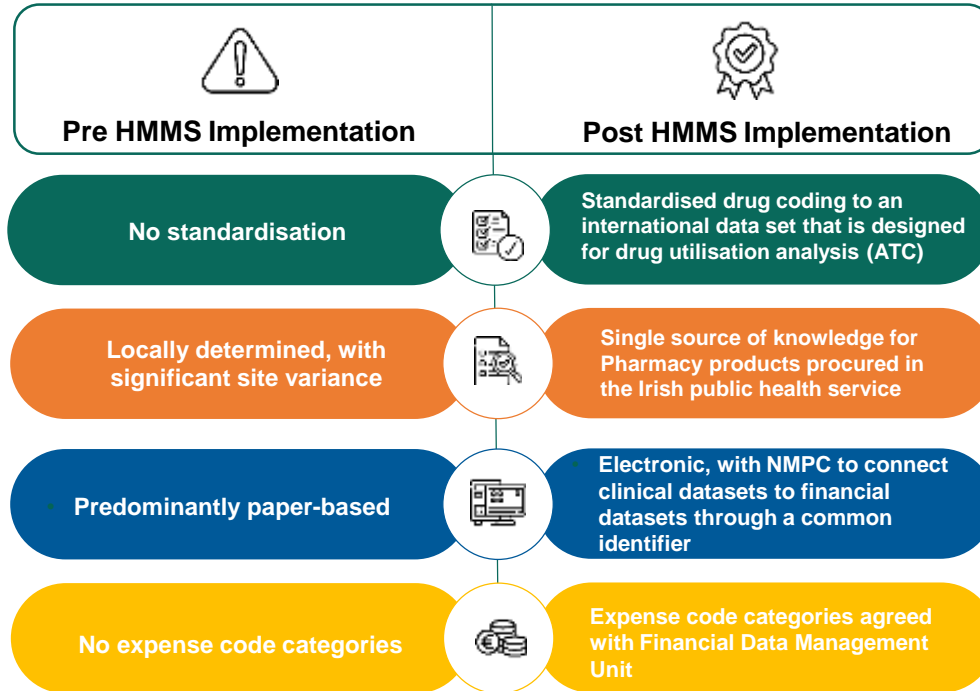 Pre HMMS Implementation
Post HMMS Implementation
No standardisation
Standardised drug coding to an
international data set that is designed
for drug utilisation analysis (ATC)
Locally determined, with
significant site variance
Single source of knowledge for
Pharmacy products procured in
the Irish public health service
• Predominantly paper-based
• Electronic, with NMPC to connect
clinical datasets to financial
datasets through a common
identifier
No expense code categories
Expense code categories agreed
with Financial Data Management
Unit